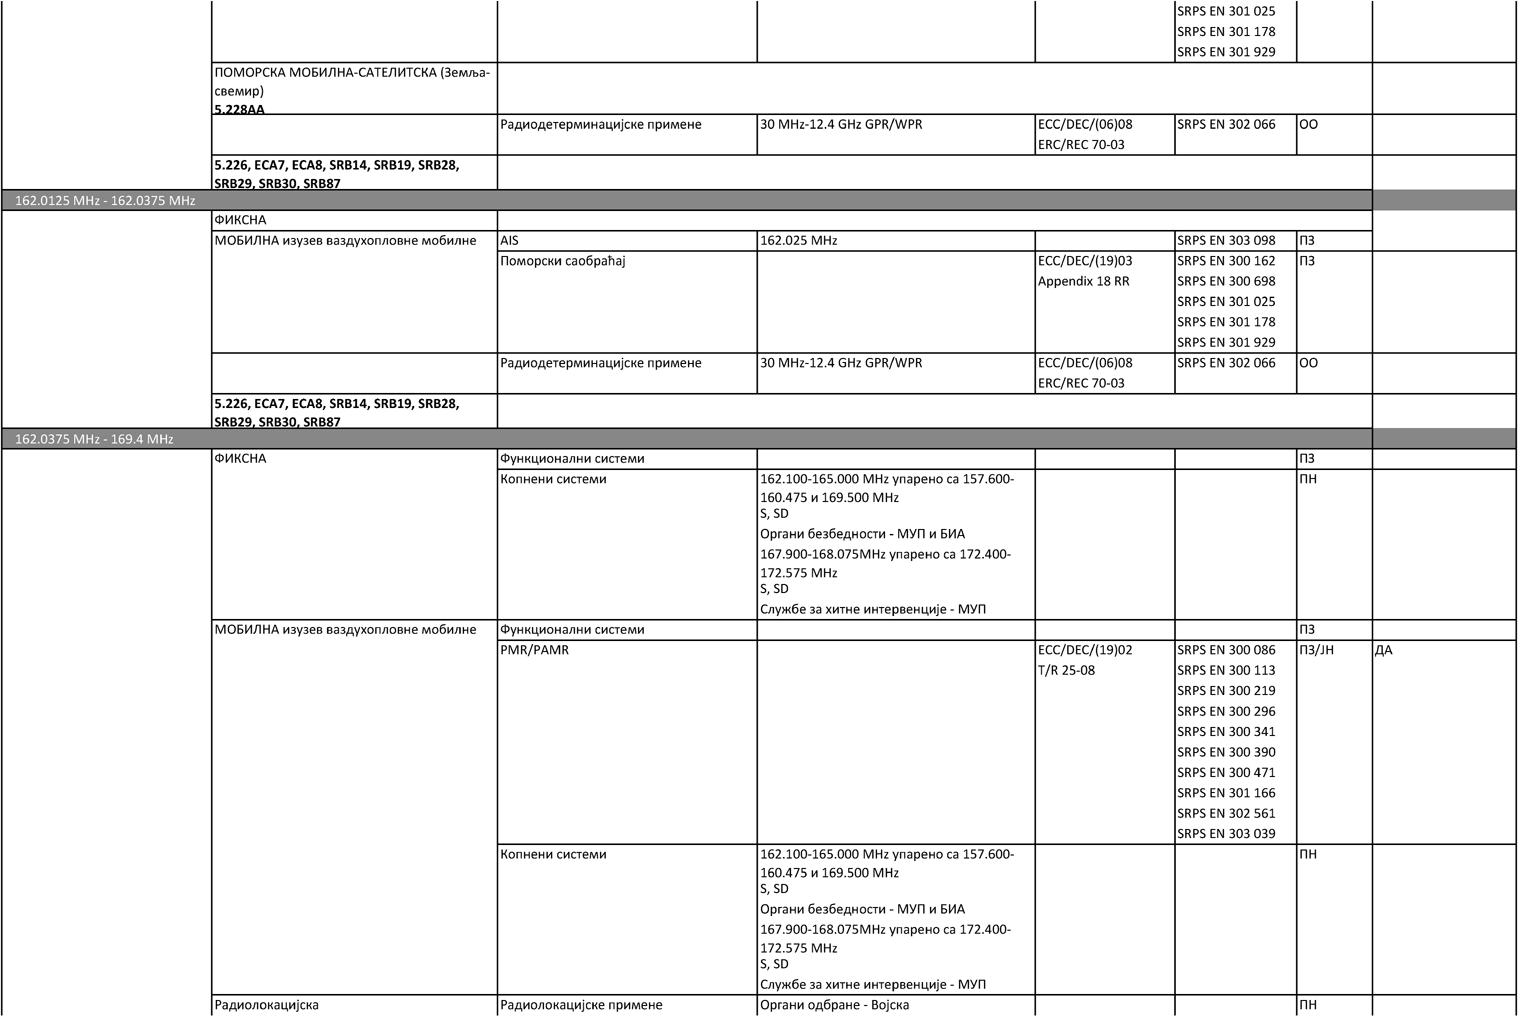 SRPS EN 301 025
SRPS EN 301 178
SRPS EN 301 929
ПОМОРСКА МОБИЛНА-САТЕЛИТСКА (Земља-
свемир)
5.228AA
Радиодетерминацијске примене 30 MHz-12.4 GHz GPR/WPR ECC/DEC/(06)08 SRPS EN 302 066 ОО
ERC/REC 70-03
5.226, ECA7, ECA8, SRB14, SRB19, SRB28,
SRB29, SRB30, SRB87
162.0125 MHz - 162.0375 MHz
ФИКСНА
МОБИЛНА изузев ваздухопловне мобилне AIS 162.025 MHz SRPS EN 303 098 ПЗ
Поморски саобраћај ECC/DEC/(19)03 SRPS EN 300 162 ПЗ
Appendix 18 RR SRPS EN 300 698
SRPS EN 301 025
SRPS EN 301 178
SRPS EN 301 929
Радиодетерминацијске примене 30 MHz-12.4 GHz GPR/WPR ECC/DEC/(06)08 SRPS EN 302 066 ОО
ERC/REC 70-03
5.226, ECA7, ECA8, SRB14, SRB19, SRB28,
SRB29, SRB30, SRB87
162.0375 MHz - 169.4 MHz
ФИКСНА Функционални системи ПЗ
Копнени системи 162.100-165.000 MHz упарено са 157.600- ПН
160.475 и 169.500 MHz
S, SD
Органи безбедности - МУП и БИА
167.900-168.075MHz упарено са 172.400-
172.575 MHz
S, SD
Службе за хитне интервенције - МУП
МОБИЛНА изузев ваздухопловне мобилне Функционални системи ПЗ
PMR/PAMR ECC/DEC/(19)02 SRPS EN 300 086 ПЗ/ЈН ДА
T/R 25-08 SRPS EN 300 113
SRPS EN 300 219
SRPS EN 300 296
SRPS EN 300 341
SRPS EN 300 390
SRPS EN 300 471
SRPS EN 301 166
SRPS EN 302 561
SRPS EN 303 039
Копнени системи 162.100-165.000 MHz упарено са 157.600- ПН
160.475 и 169.500 MHz
S, SD
Органи безбедности - МУП и БИА
167.900-168.075MHz упарено са 172.400-
172.575 MHz
S, SD
Службе за хитне интервенције - МУП
Радиолокацијска Радиолокацијске примене Органи одбране - Војска ПН